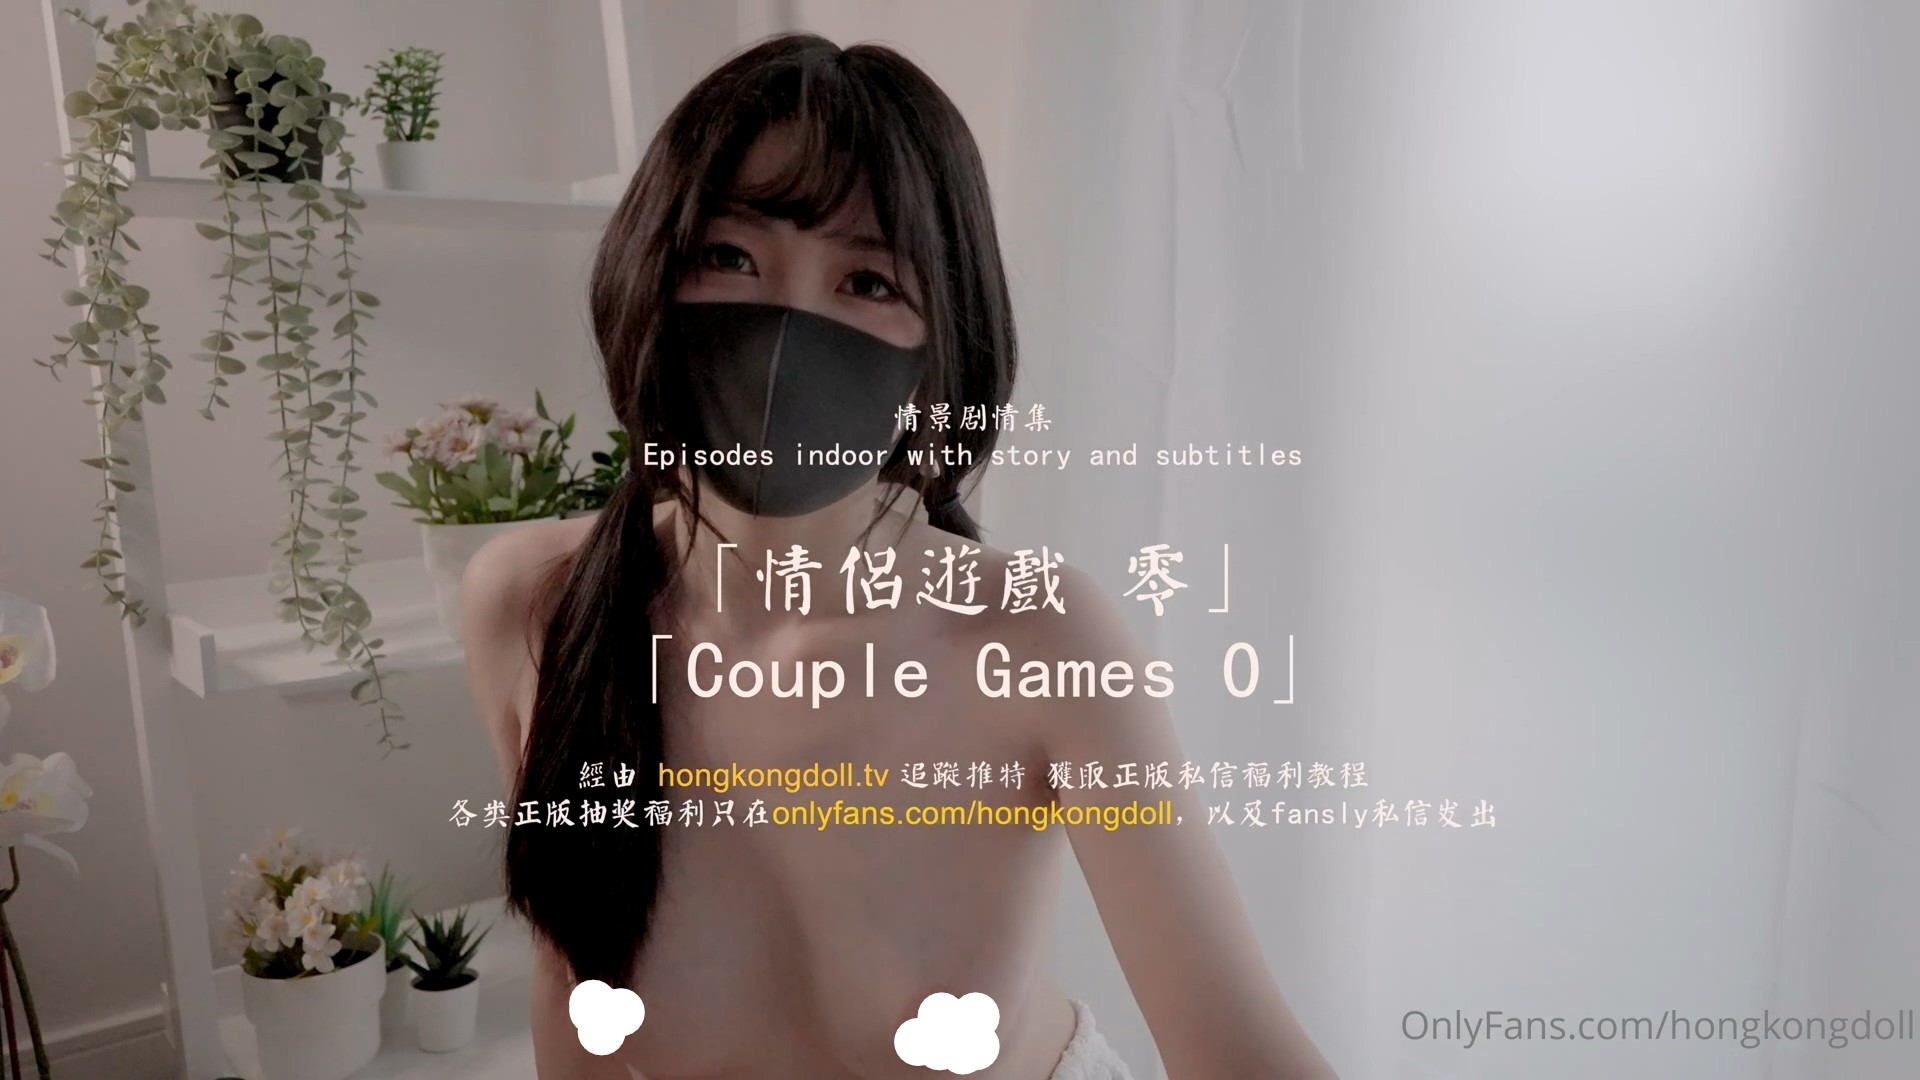 情景剧情集
Episodes indoor with story and subtitles
「情侶遊戲 零」
「Couple Games 0」
經由 hongkongdoll.tv 追蹤推特 獲取正版私信福利教程
各类正版抽奖福利只在onlyfans.com/hongkongdoll，以及fansly私信发出
OnlyFans.com/hongkongdoll